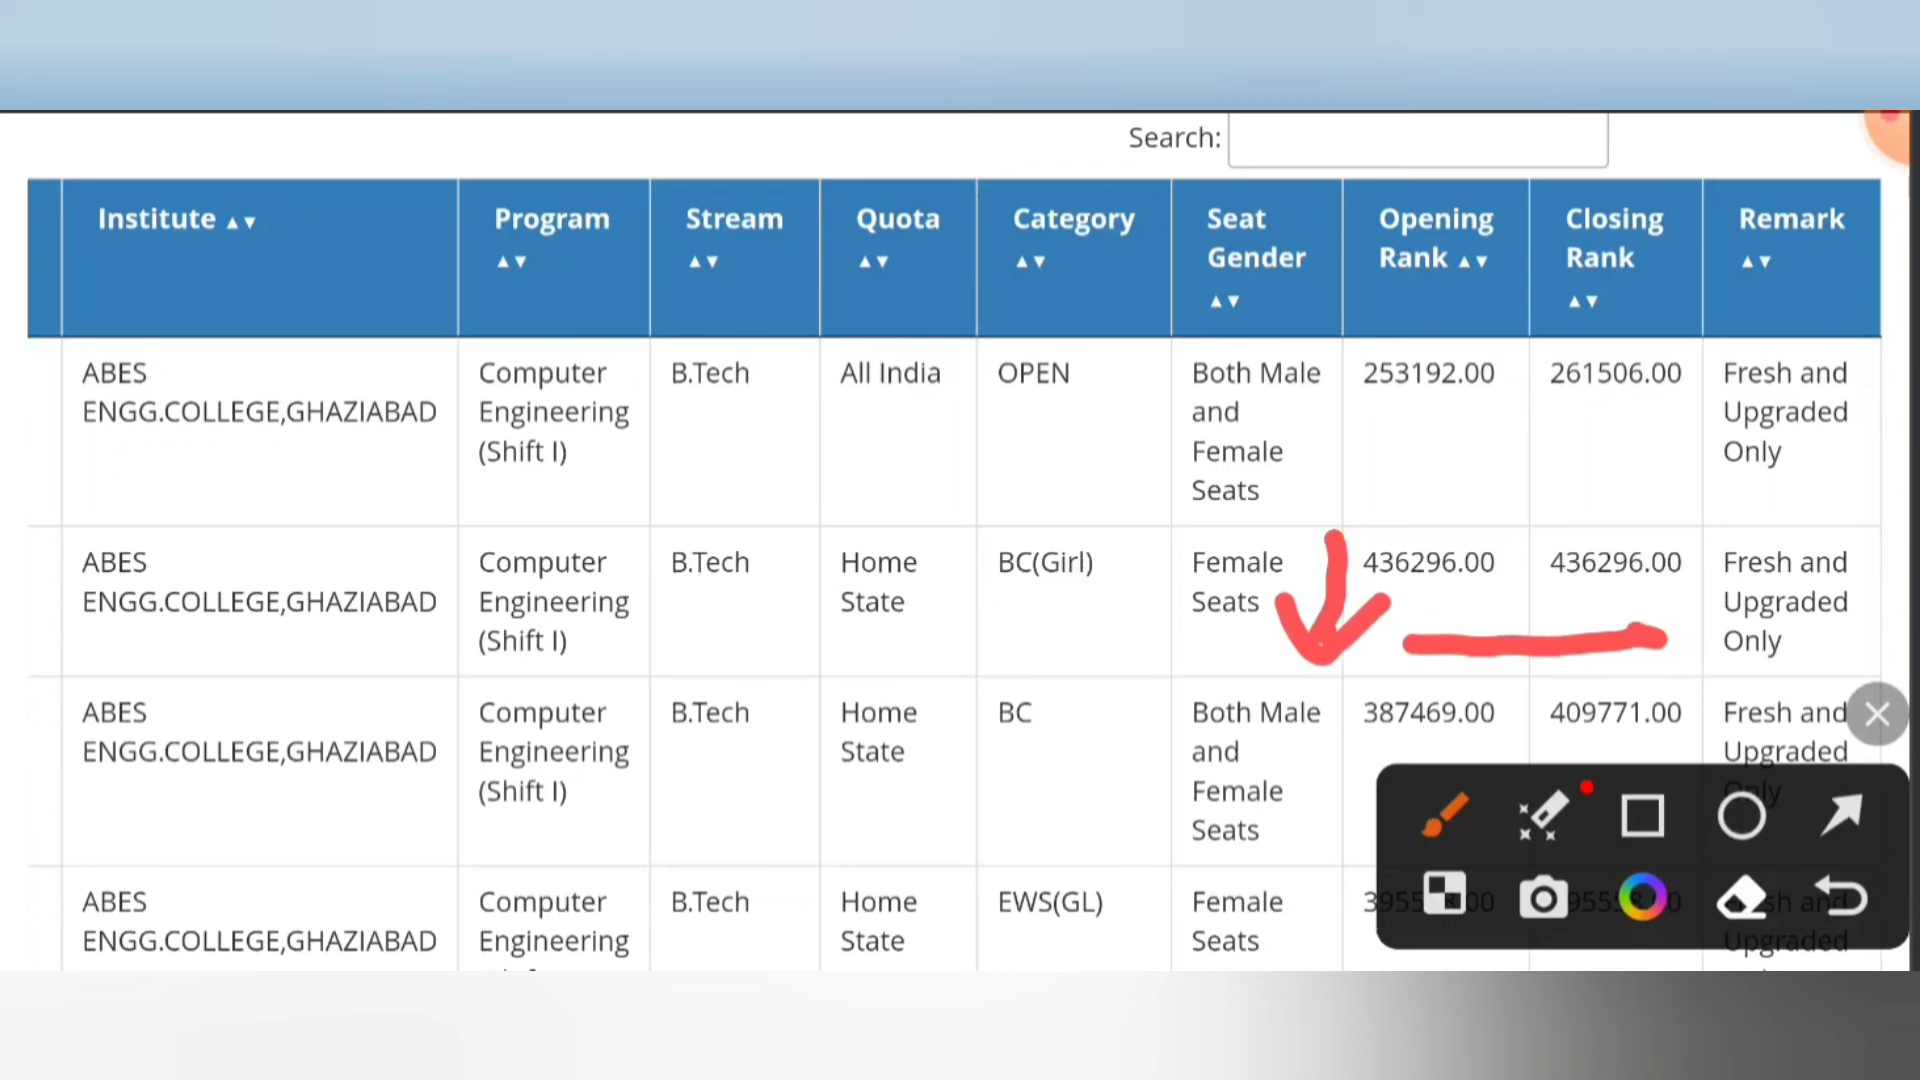 Search:
Institute ▲▼
Program ▲▼
Stream ▲▼
Quota ▲▼
Category ▲▼
Seat Gender ▲▼
Opening Rank ▲▼
Closing Rank ▲▼
Remark ▲▼
ABES ENGG.COLLEGE,GHAZIABAD
Computer Engineering (Shift I)
B.Tech
All India
OPEN
Both Male and Female Seats
253192.00
261506.00
Fresh and Upgraded Only
ABES ENGG.COLLEGE,GHAZIABAD
Computer Engineering (Shift I)
B.Tech
Home State
BC(Girl)
Female Seats
436296.00
436296.00
Fresh and Upgraded Only
ABES ENGG.COLLEGE,GHAZIABAD
Computer Engineering (Shift I)
B.Tech
Home State
BC
Both Male and Female Seats
387469.00
409771.00
Fresh and Upgraded Only
ABES ENGG.COLLEGE,GHAZIABAD
Computer Engineering
B.Tech
Home State
EWS(GL)
Female Seats
Upgraded